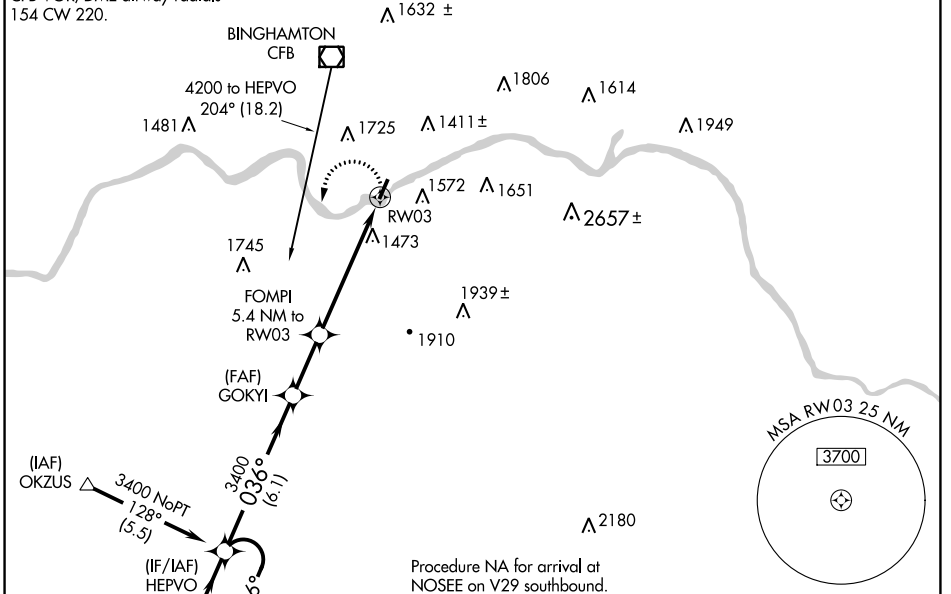 154 CW 220.
1632 ±
BINGHAMTON
CFB
4200 to HEPVO
204° (18.2)
1806
1614
1481
1725
1411±
1949
1572
1651
RW03
2657±
1473
1745
FOMPI
5.4 NM to
RW03
1939±
1910
(FAF)
GOKYI
MSA RW03 25 NM
3700
(IAF)
OKZUS
3400 NoPT
128°
(5.5)
3400
036°
(6.1)
2180
(IF/IAF)
HEPVO
Procedure NA for arrival at
NOSEE on V29 southbound.